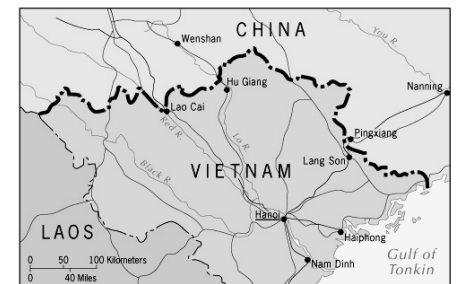 CHINA
You R.
Wenshan
Nanning
Hu Giang
Lao Cai
Red R.
Lo R.
Pingxiang
Lang Son
Black R.
VIETNAM
LAOS
Hanoi
Haiphong
Gulf of
Tonkin
Nam Dinh
0 50 100 Kilometers
0 40 Miles